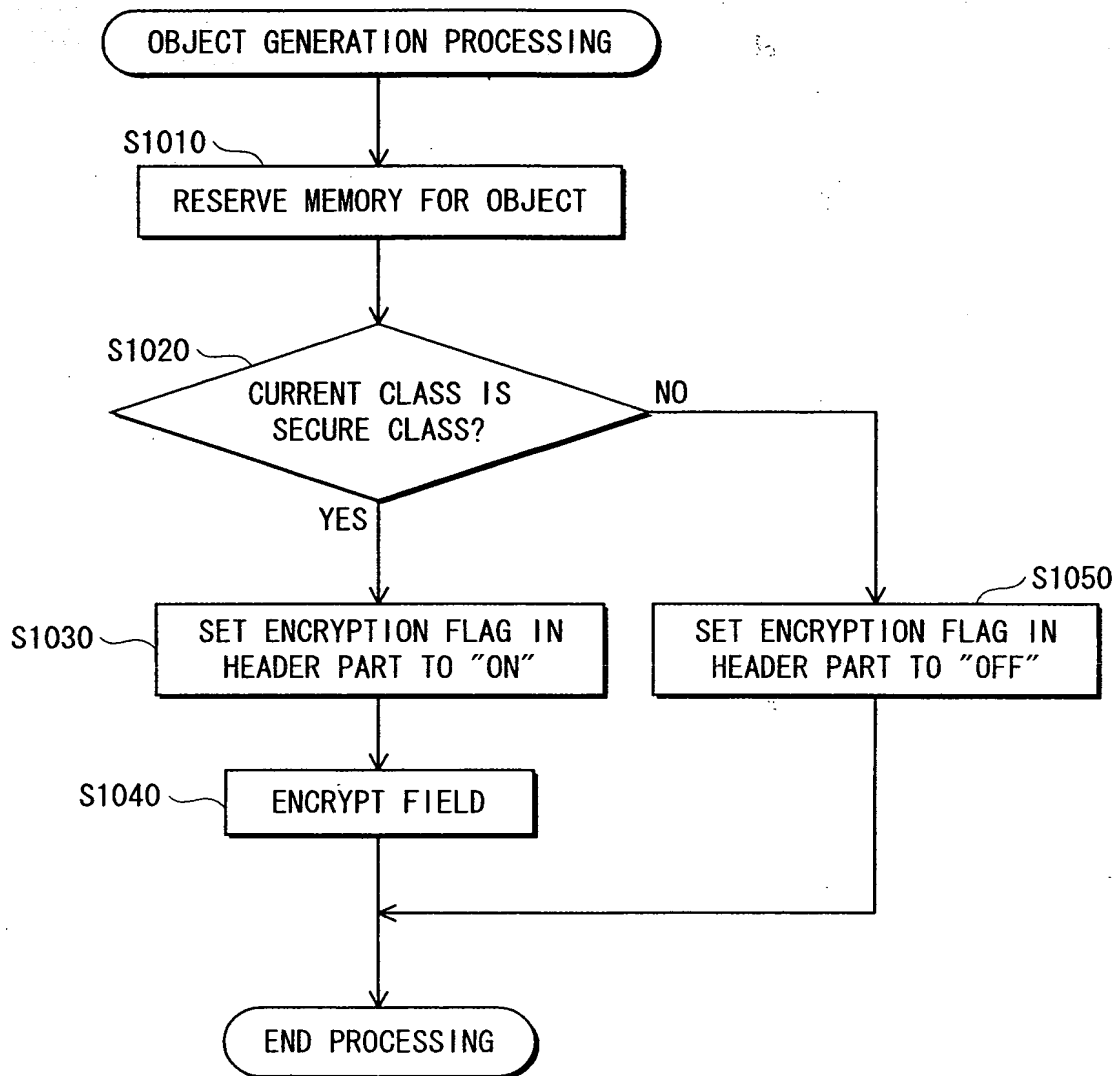 OBJECT GENERATION PROCESSING
S1010
RESERVE MEMORY FOR OBJECT
S1020
CURRENT CLASS IS
SECURE CLASS?
NO
YES
S1030
SET ENCRYPTION FLAG IN
HEADER PART TO "ON"
S1050
SET ENCRYPTION FLAG IN
HEADER PART TO "OFF"
S1040
ENCRYPT FIELD
END PROCESSING